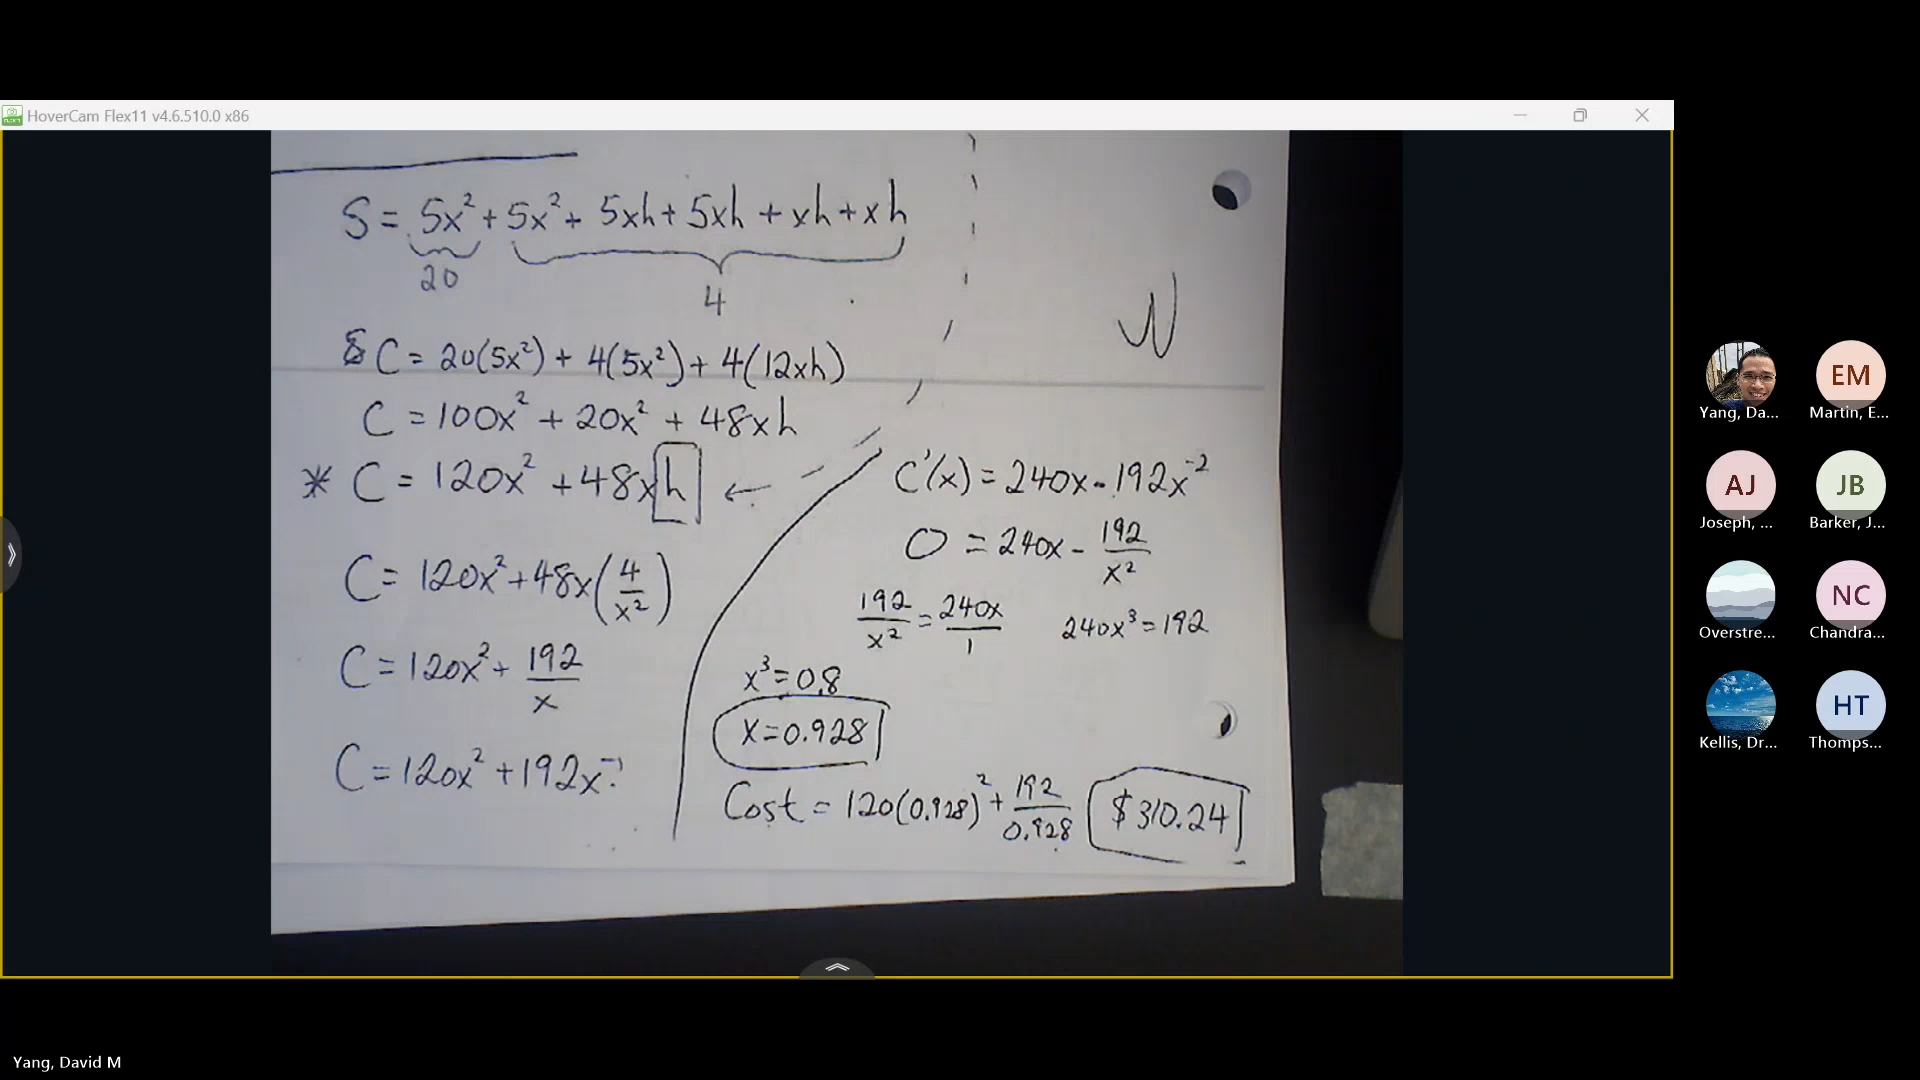 HoverCam Flex11 v4.6.510.0 x86
S = 5x² + 5x² + 5xh + 5xh + xh + xh
20
4
C = 20(5x²) + 4(5x²) + 4(12xh)
C = 100x² + 20x² + 48xh
* C = 120x² + 48xh ←
C = 120x² + 48x(4/x²)
C = 120x² + 192/x
C = 120x² + 192x⁻¹
C'(x) = 240x - 192x⁻²
0 = 240x - 192/x²
192/x² = 240x/1 240x³ = 192
x³ = 0.8
x = 0.928
Cost = 120(0.928)² + 192/0.928 $310.24
Yang, Da...
EM
Martin, E...
AJ
Joseph, ...
JB
Barker, J...
Overstre...
NC
Chandra...
Kellis, Dr...
HT
Thomps...
Yang, David M